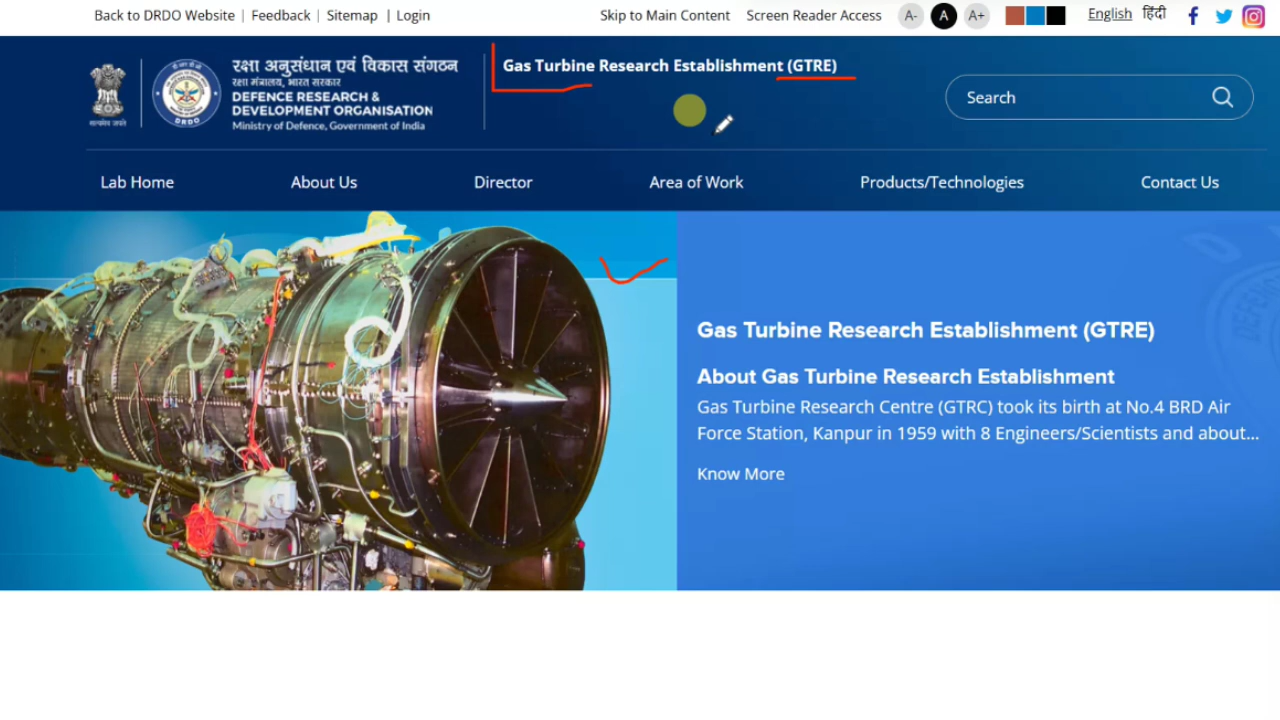 Back to DRDO Website | Feedback | Sitemap | Login
Skip to Main Content Screen Reader Access A- A A+ English हिंदी
रक्षा अनुसंधान एवं विकास संगठन
रक्षा मंत्रालय, भारत सरकार
DEFENCE RESEARCH &
DEVELOPMENT ORGANISATION
Ministry of Defence, Government of India
सत्यमेव जयते
DRDO
Gas Turbine Research Establishment (GTRE)
Search
Lab Home About Us Director Area of Work Products/Technologies Contact Us
Gas Turbine Research Establishment (GTRE)
About Gas Turbine Research Establishment
Gas Turbine Research Centre (GTRC) took its birth at No.4 BRD Air
Force Station, Kanpur in 1959 with 8 Engineers/Scientists and about...
Know More